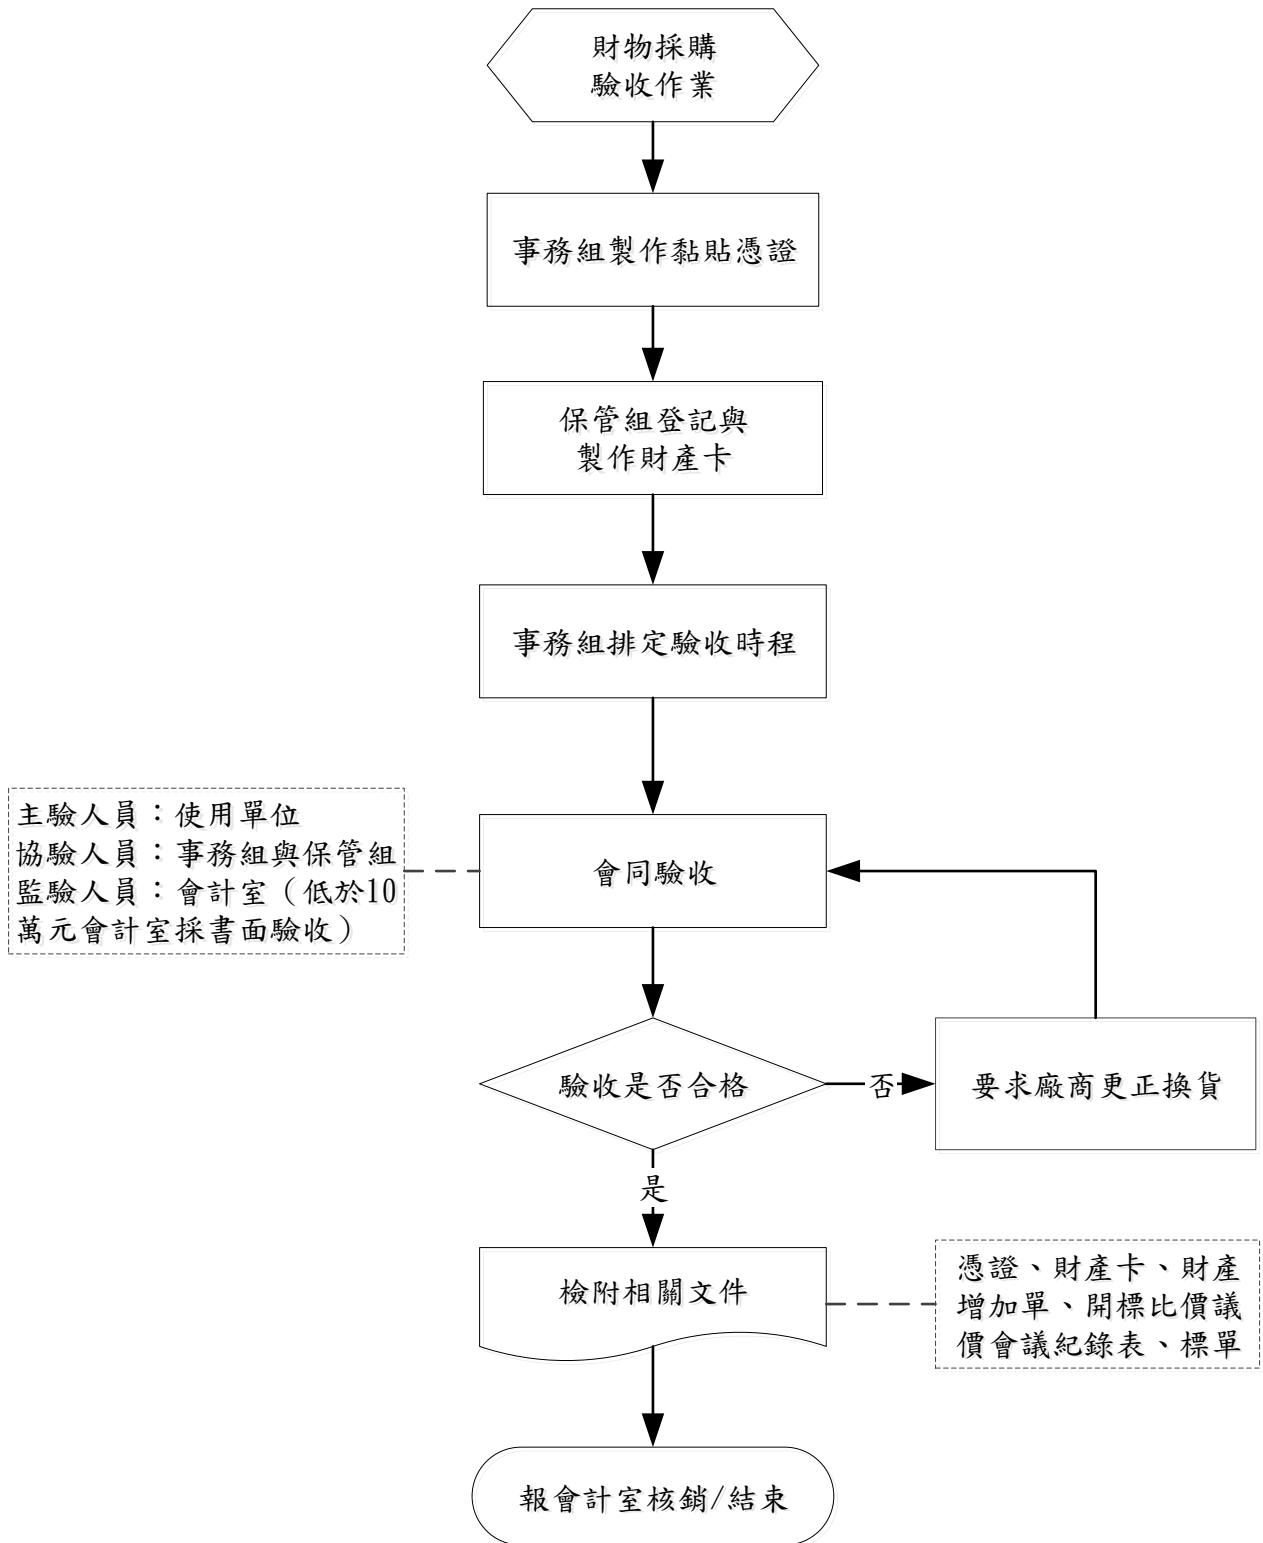 財物採購
驗收作業
事務組製作黏貼憑證
保管組登記與
製作財產卡
事務組排定驗收時程
主驗人員：使用單位
協驗人員：事務組與保管組
監驗人員：會計室（低於10
萬元會計室採書面驗收）
會同驗收
驗收是否合格
否
要求廠商更正換貨
是
檢附相關文件
憑證、財產卡、財產
增加單、開標比價議
價會議紀錄表、標單
報會計室核銷/結束